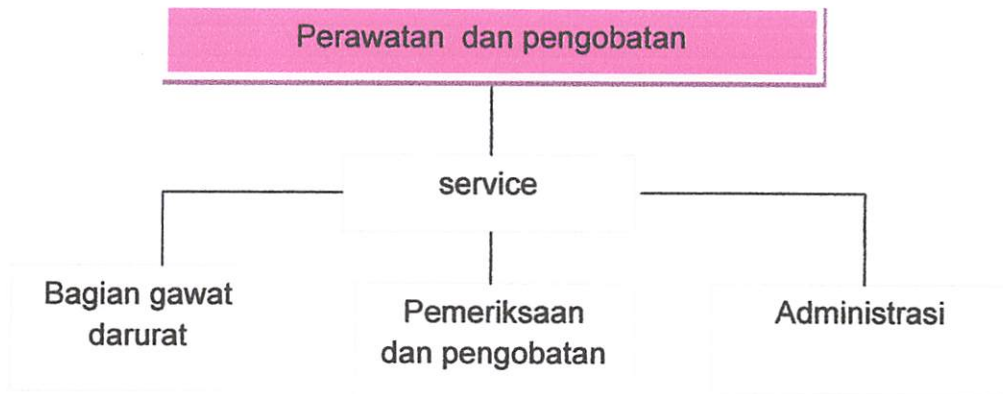 Perawatan dan pengobatan
service
Bagian gawat
darurat
Pemeriksaan
dan pengobatan
Administrasi